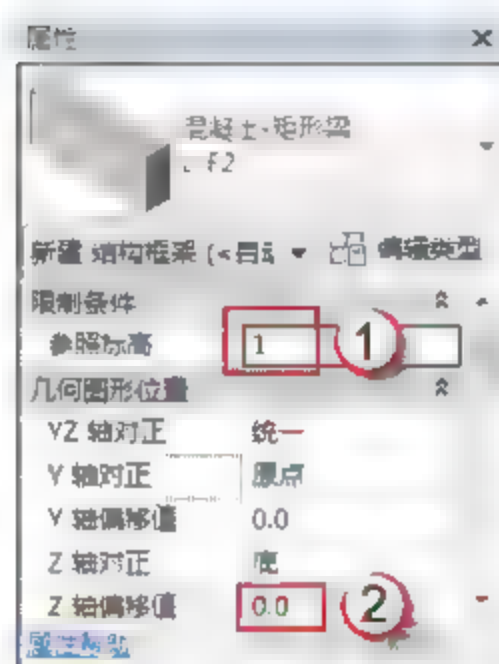 属性
混凝土-矩形梁
F2
新建 结构框架 (<自动 编辑类型
限制条件
参照标高 1 1
几何图形位置
YZ 轴对正 统一
Y 轴对正 原点
Y 轴偏移值 0.0
Z 轴对正 底
Z 轴偏移值 0.0 2
属性帮助